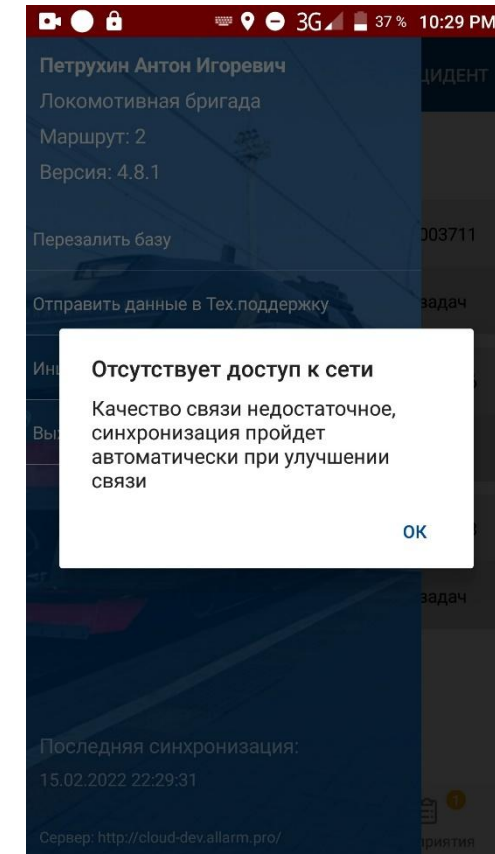 3G 37 % 10:29 PM
Петрухин Антон Игоревич
ЦИДЕНТ
Локомотивная бригада
Маршрут: 2
Версия: 4.8.1
Перезалить базу
003711
Отправить данные в Тех.поддержку
задач
Отсутствует доступ к сети
Качество связи недостаточное,
синхронизация пройдет
автоматически при улучшении
связи
ОК
задач
Последняя синхронизация:
15.02.2022 22:29:31
1
Сервер: http://cloud-dev.allarm.pro/
приятия